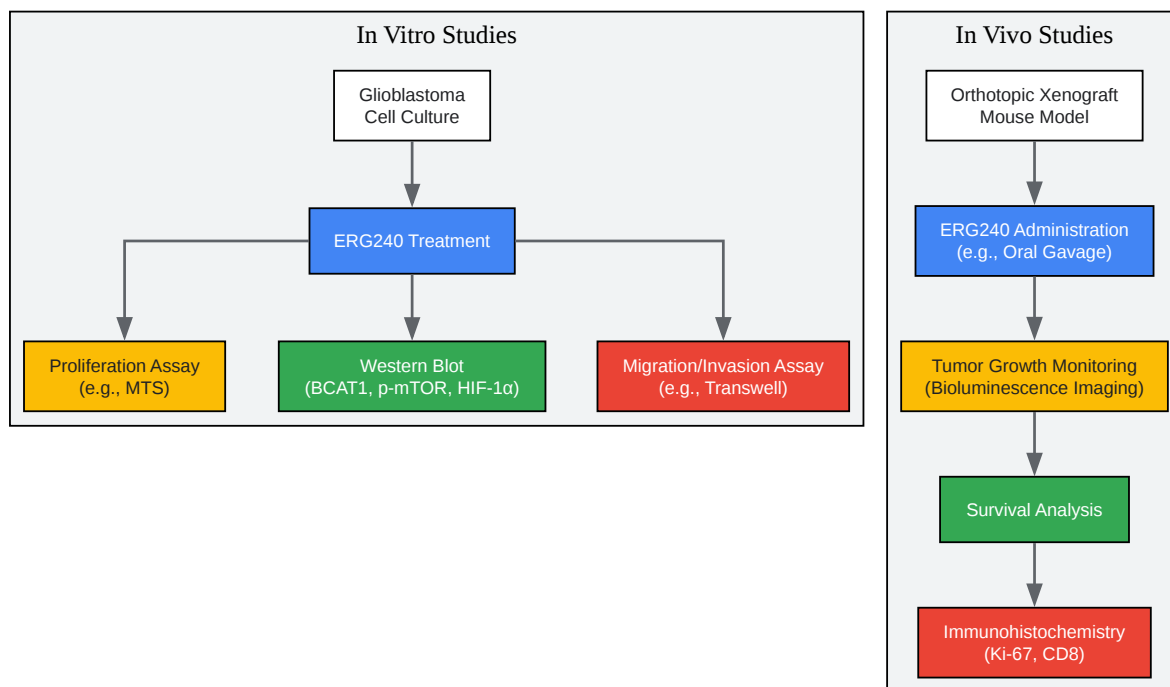 In Vitro Studies
Glioblastoma
Cell Culture
ERG240 Treatment
Proliferation Assay
(e.g., MTS)
Western Blot
(BCAT1, p-mTOR, HIF-1α)
Migration/Invasion Assay
(e.g., Transwell)
In Vivo Studies
Orthotopic Xenograft
Mouse Model
ERG240 Administration
(e.g., Oral Gavage)
Tumor Growth Monitoring
(Bioluminescence Imaging)
Survival Analysis
Immunohistochemistry
(Ki-67, CD8)